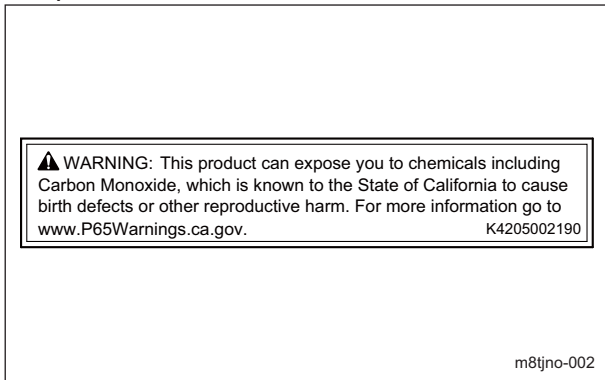 WARNING: This product can expose you to chemicals including
Carbon Monoxide, which is known to the State of California to cause
birth defects or other reproductive harm. For more information go to
www.P65Warnings.ca.gov. K4205002190
m8tjno-002